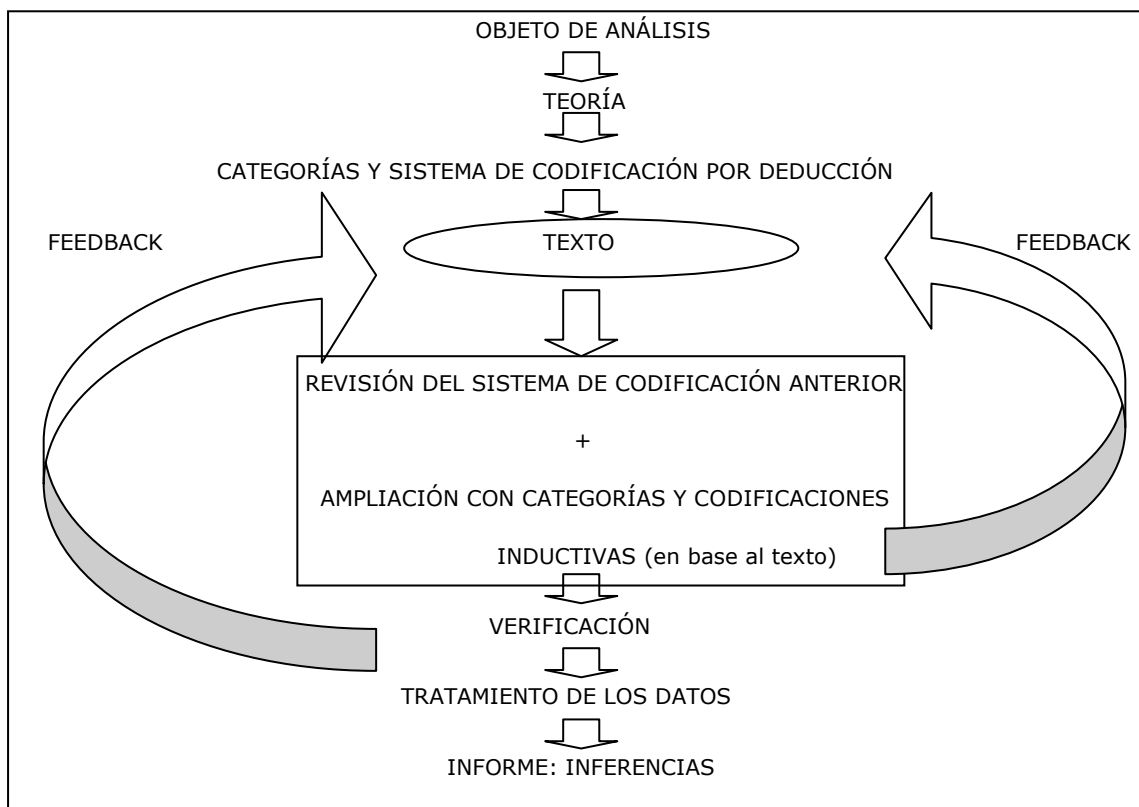 OBJETO DE ANÁLISIS
TEORÍA
CATEGORÍAS Y SISTEMA DE CODIFICACIÓN POR DEDUCCIÓN
FEEDBACK
TEXTO
FEEDBACK
REVISIÓN DEL SISTEMA DE CODIFICACIÓN ANTERIOR
+
AMPLIACIÓN CON CATEGORÍAS Y CODIFICACIONES
INDUCTIVAS (en base al texto)
VERIFICACIÓN
TRATAMIENTO DE LOS DATOS
INFORME: INFERENCIAS